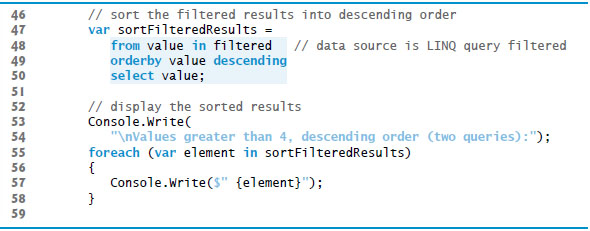 46 // sort the filtered results into descending order
47 var sortFilteredResults =
48 from value in filtered // data source is LINQ query filtered
49 orderby value descending
50 select value;
51
52 // display the sorted results
53 Console.Write(
54 "\nValues greater than 4, descending order (two queries):");
55 foreach (var element in sortFilteredResults)
56 {
57 Console.Write($" {element}");
58 }
59